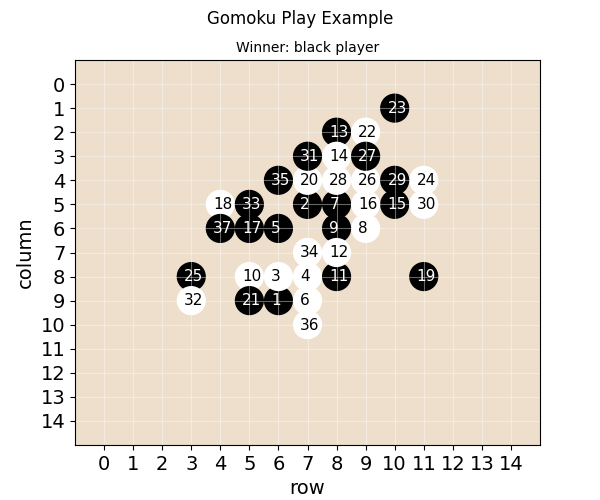 Gomoku Play Example
Winner: black player
0
1 23
2 13 22
3 31 14 27
4 35 20 28 26 29 24
5 18 33 2 7 16 15 30
6 37 17 5 9 8
7 34 12
8 25 10 3 4 11 19
9 32 21 1 6
10 36
11
12
13
14
column
0 1 2 3 4 5 6 7 8 9 10 11 12 13 14
row